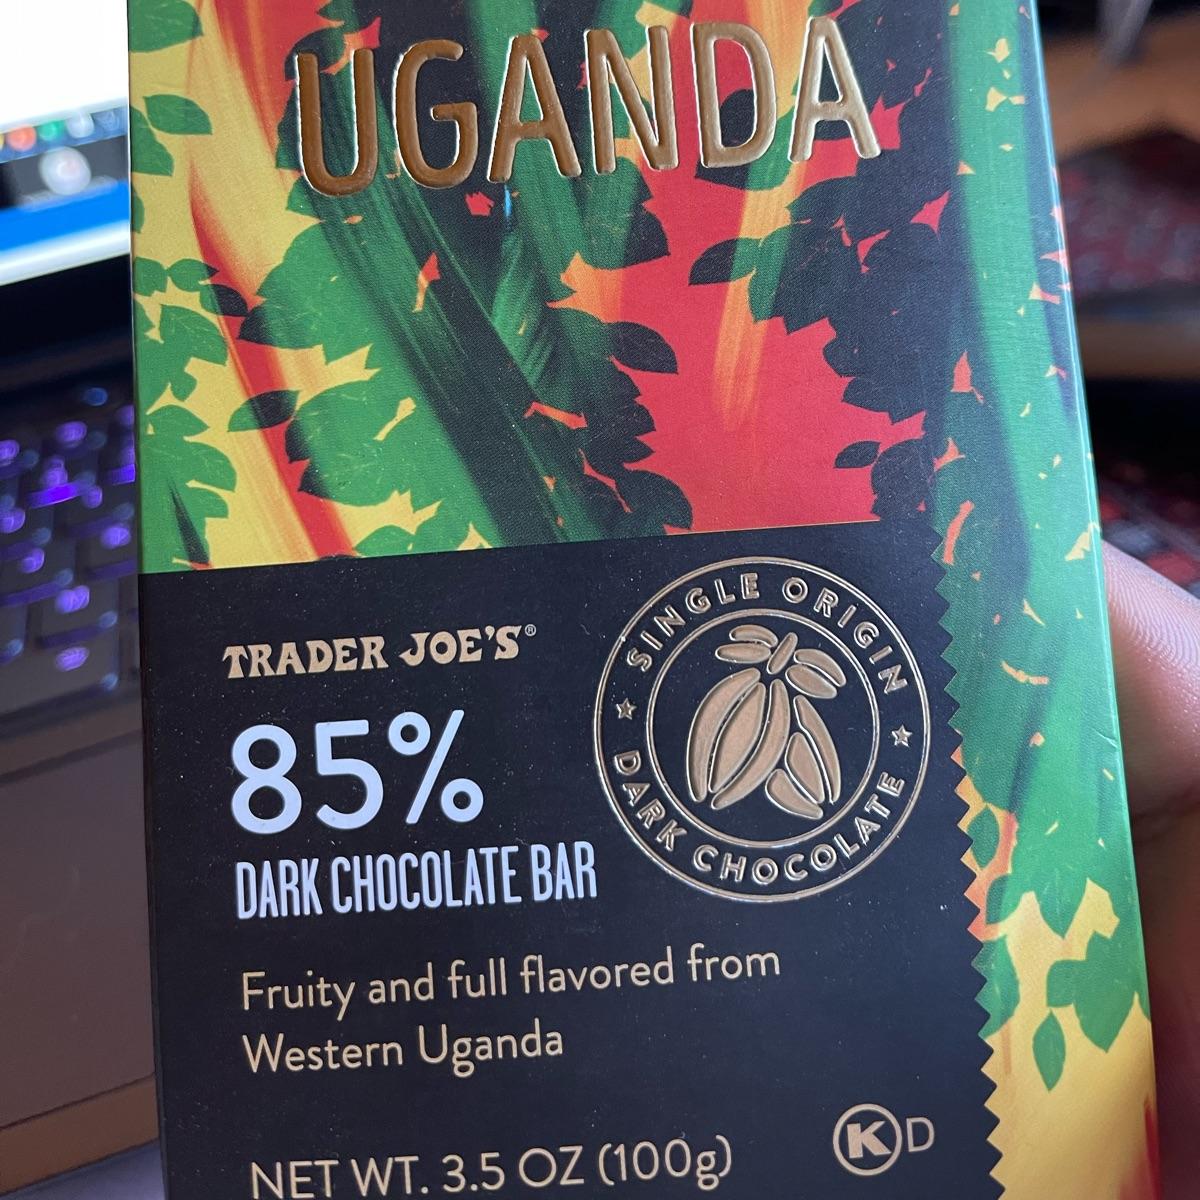 UGANDA
TRADER JOE'S®
85%
DARK CHOCOLATE BAR
SINGLE ORIGIN
★ DARK CHOCOLATE ★
Fruity and full flavored from
Western Uganda
NET WT. 3.5 OZ (100g)
K D